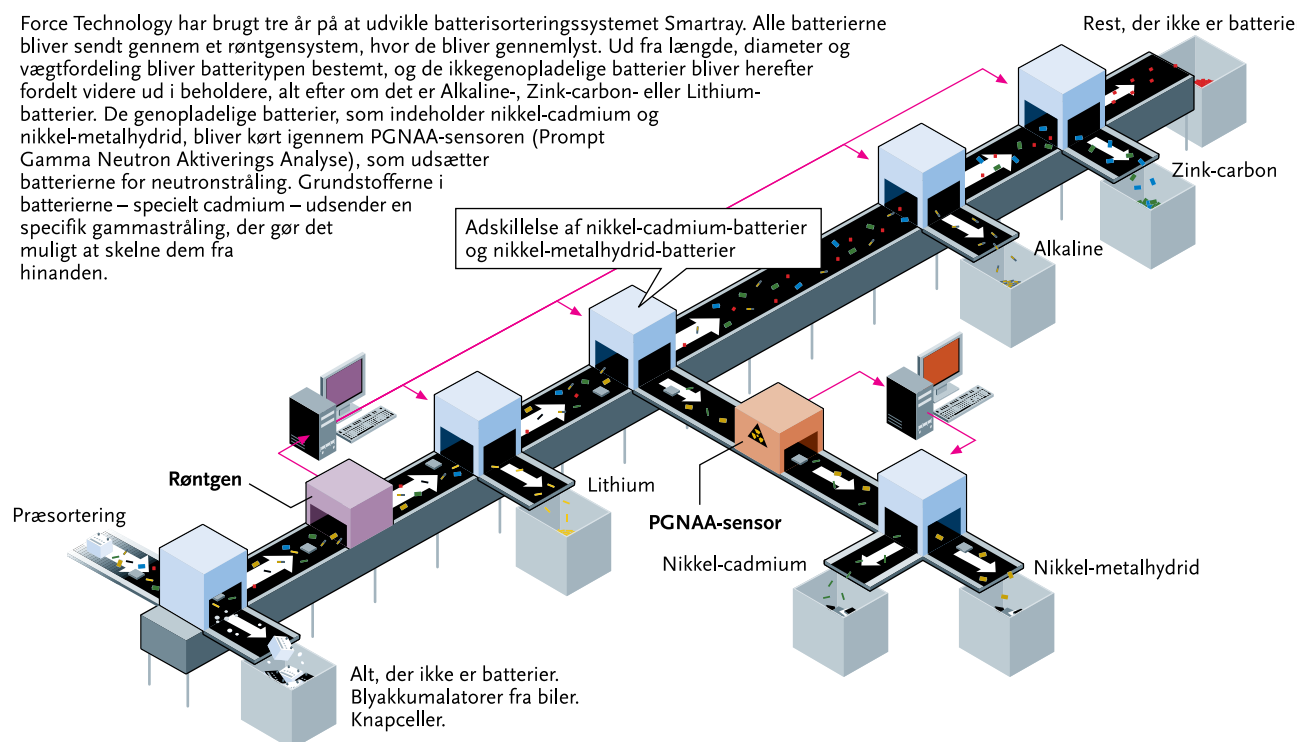 Force Technology har brugt tre år på at udvikle batterisorteringssystemet Smartray. Alle batterierne
bliver sendt gennem et røntgensystem, hvor de bliver gennemlyst. Ud fra længde, diameter og
vægtfordeling bliver batteritypen bestemt, og de ikkegenopladelige batterier bliver herefter
fordelt videre ud i beholdere, alt efter om det er Alkaline-, Zink-carbon- eller Lithium-
batterier. De genopladelige batterier, som indeholder nikkel-cadmium og
nikkel-metalhydrid, bliver kørt igennem PGNAA-sensoren (Prompt
Gamma Neutron Aktiverings Analyse), som udsætter
batterierne for neutronstråling. Grundstofferne i
batterierne – specielt cadmium – udsender en
specifik gammastråling, der gør det
muligt at skelne dem fra
hinanden.
Rest, der ikke er batterie
Zink-carbon
Alkaline
Adskillelse af nikkel-cadmium-batterier
og nikkel-metalhydrid-batterier
Røntgen
Lithium
Præsortering
PGNAA-sensor
Nikkel-cadmium
Nikkel-metalhydrid
Alt, der ikke er batterier.
Blyakkumalatorer fra biler.
Knapceller.